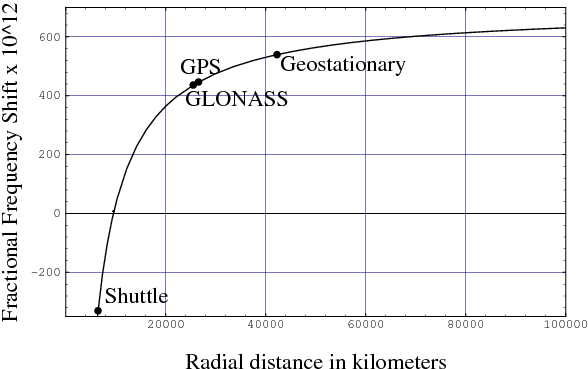 Fractional Frequency Shift x 10^12
600
400
200
0
-200
GPS
GLONASS
Geostationary
Shuttle
20000 40000 60000 80000 100000
Radial distance in kilometers